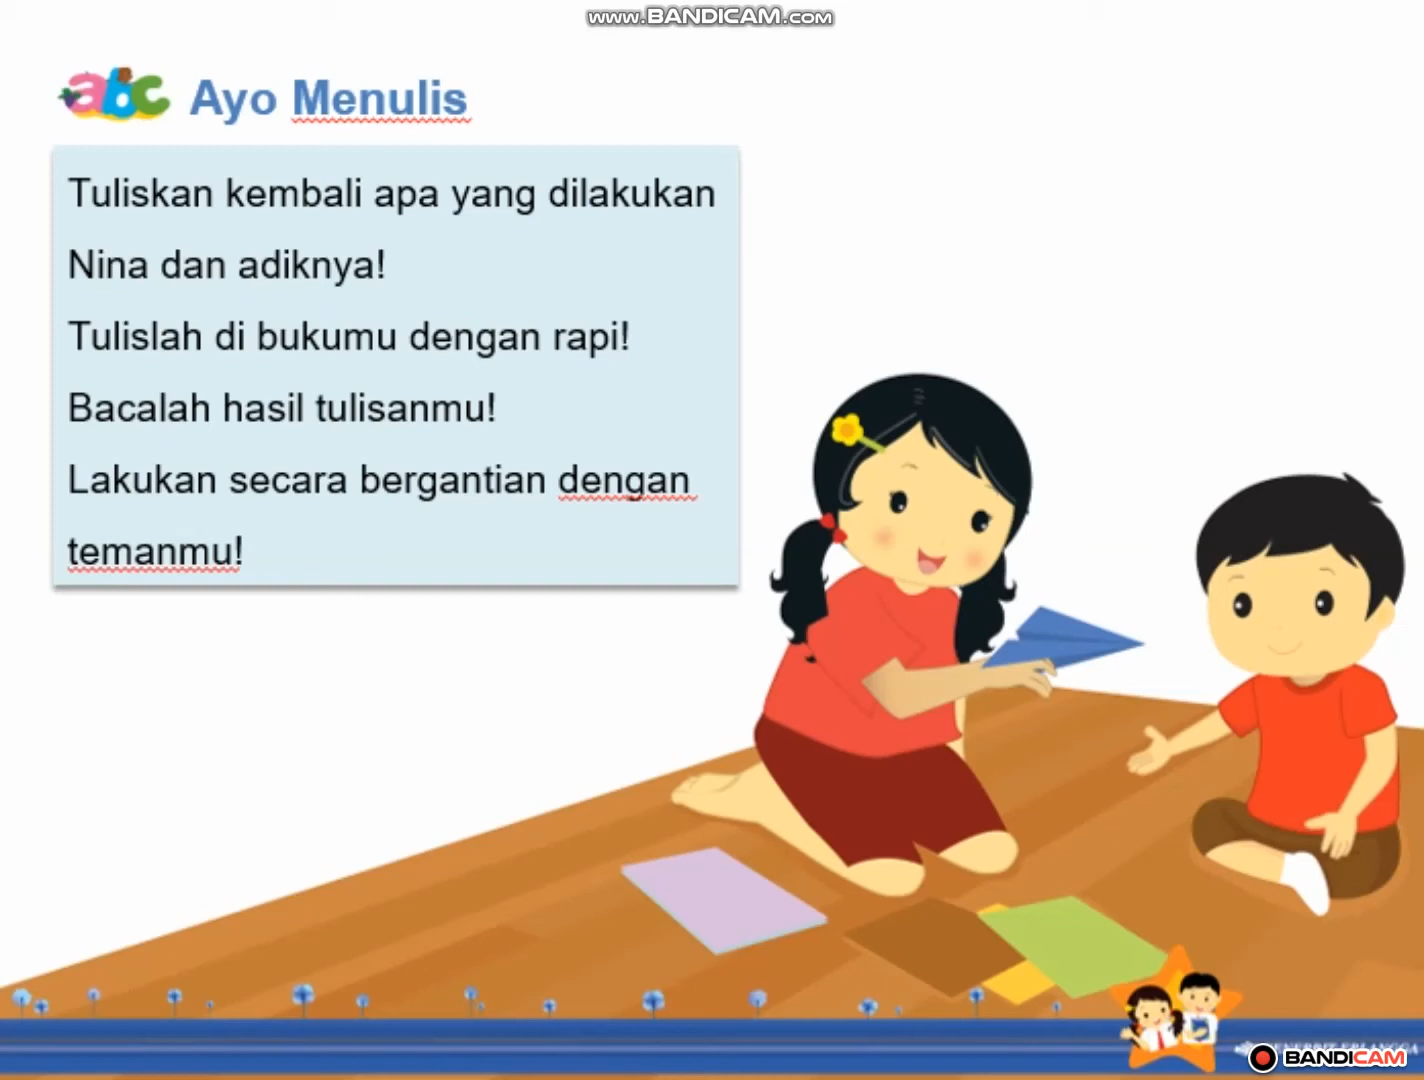 www.BANDICAM.com
abc Ayo Menulis
Tuliskan kembali apa yang dilakukan
Nina dan adiknya!
Tulislah di bukumu dengan rapi!
Bacalah hasil tulisanmu!
Lakukan secara bergantian dengan
temanmu!
BANDICAM